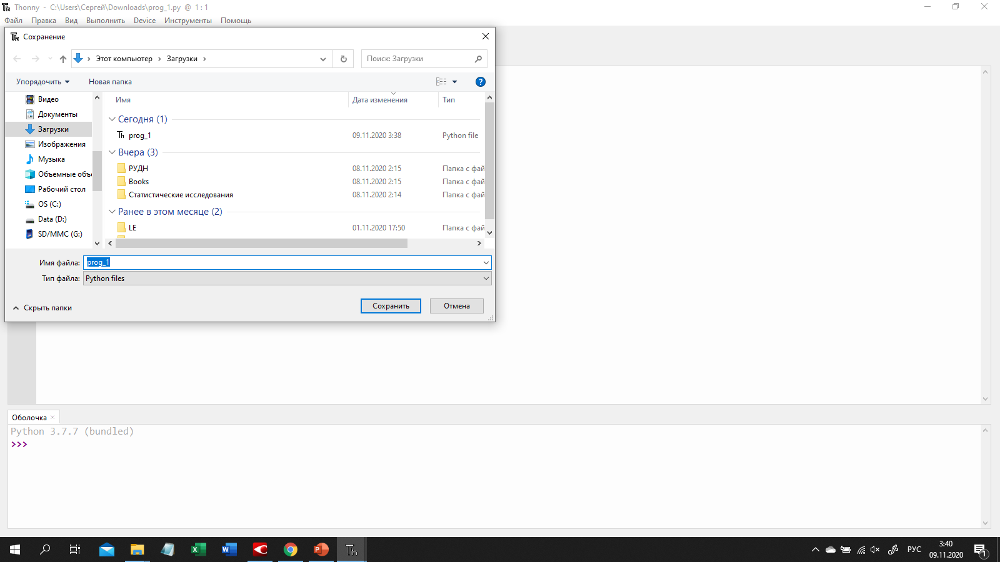 Thonny - C:\Users\Сергей\Downloads\prog_1.py @ 1 : 1
Файл Правка Вид Выполнить Device Инструменты Помощь
Сохранение
Этот компьютер Загрузки
Поиск: Загрузки
Упорядочить Новая папка
Видео
Документы
Загрузки
Изображения
Музыка
Объемные объ
Рабочий стол
OS (C:)
Data (D:)
SD/MMC (G:)
Имя Дата изменения Тип
Сегодня (1)
prog_1 09.11.2020 3:38 Python file
Вчера (3)
РУДН 08.11.2020 2:15 Папка с фай
Books 08.11.2020 2:15 Папка с фай
Статистические исследования 08.11.2020 2:14 Папка с фай
Ранее в этом месяце (2)
LE 01.11.2020 17:50 Папка с фай
Имя файла: prog_1
Тип файла: Python files
Скрыть папки
Сохранить Отмена
Оболочка
Python 3.7.7 (bundled)
>>>
РУС
3:40
09.11.2020
1